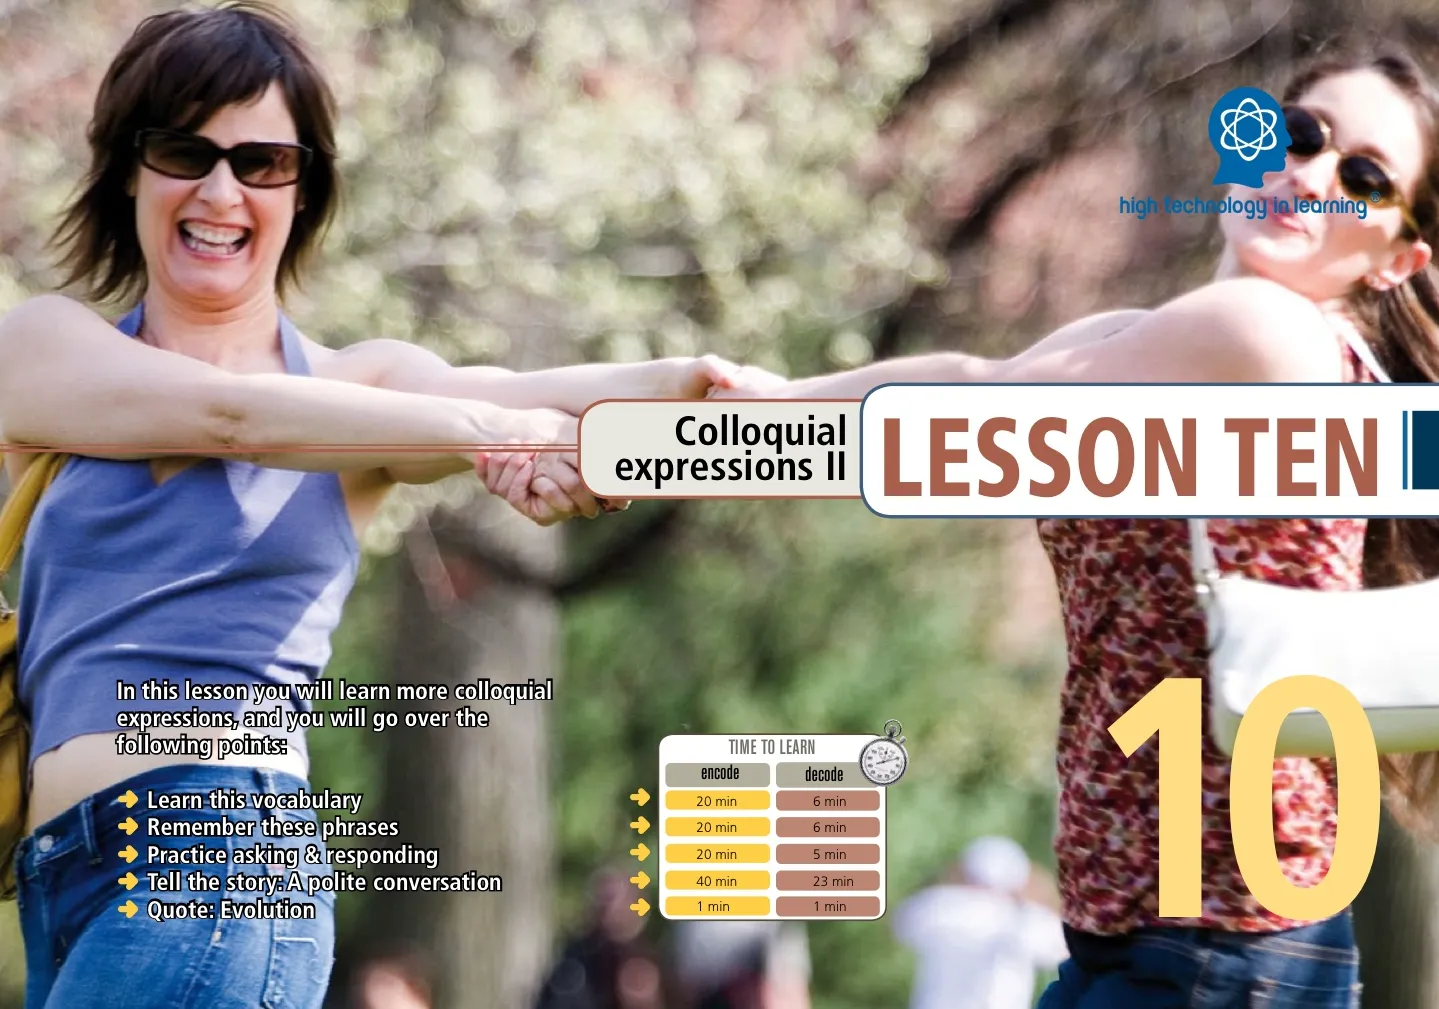 high technology in learning®
Colloquial
expressions II
LESSON TEN
In this lesson you will learn more colloquial
expressions, and you will go over the
following points:
Learn this vocabulary
Remember these phrases
Practice asking & responding
Tell the story: A polite conversation
Quote: Evolution
TIME TO LEARN
encode decode
20 min 6 min
20 min 6 min
20 min 5 min
40 min 23 min
1 min 1 min
10